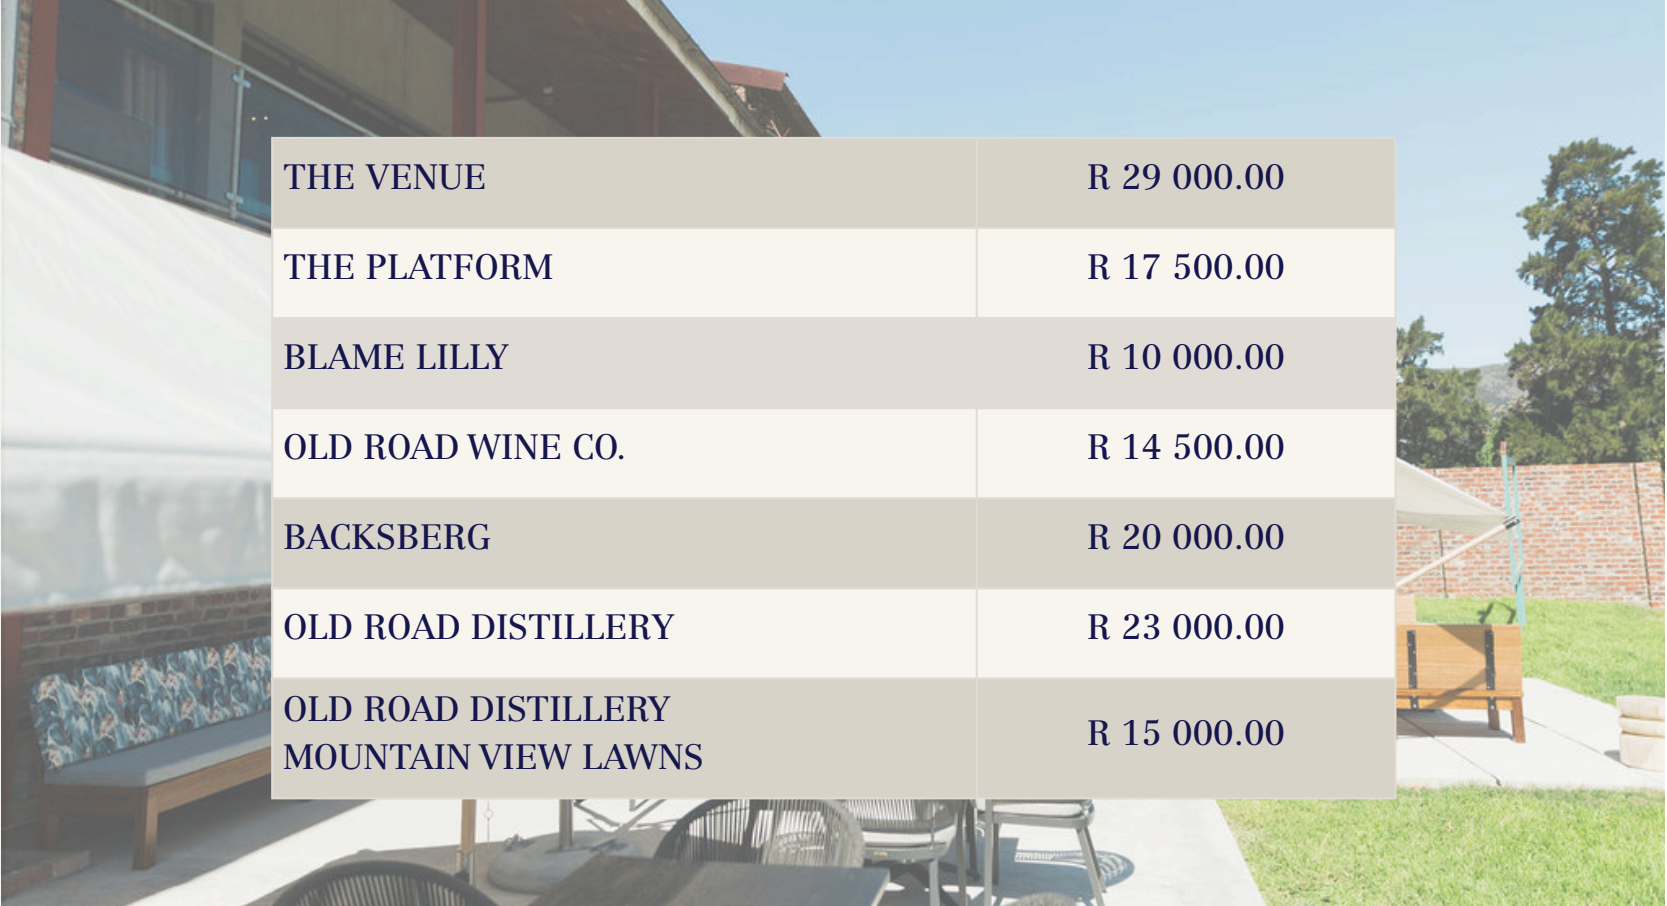 THE VENUE R 29 000.00
THE PLATFORM R 17 500.00
BLAME LILLY R 10 000.00
OLD ROAD WINE CO. R 14 500.00
BACKSBERG R 20 000.00
OLD ROAD DISTILLERY R 23 000.00
OLD ROAD DISTILLERY
MOUNTAIN VIEW LAWNS R 15 000.00